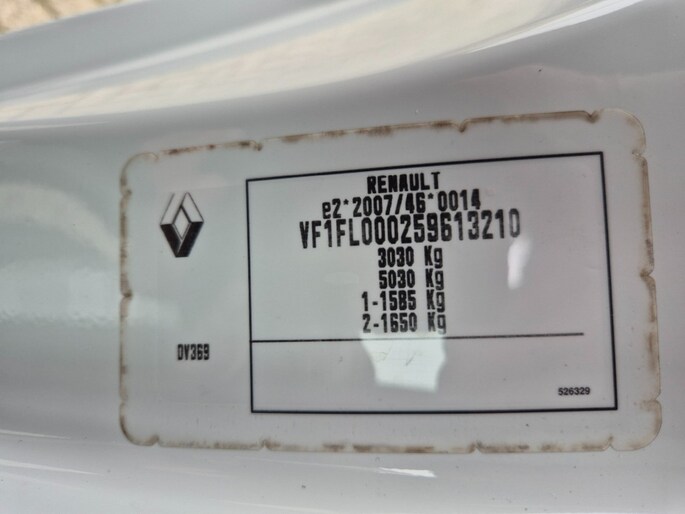 RENAULT
e2*2007/46*0014
VF1FL000259613210
3030 Kg
5030 Kg
1-1585 Kg
2-1650 Kg
DV369
526329